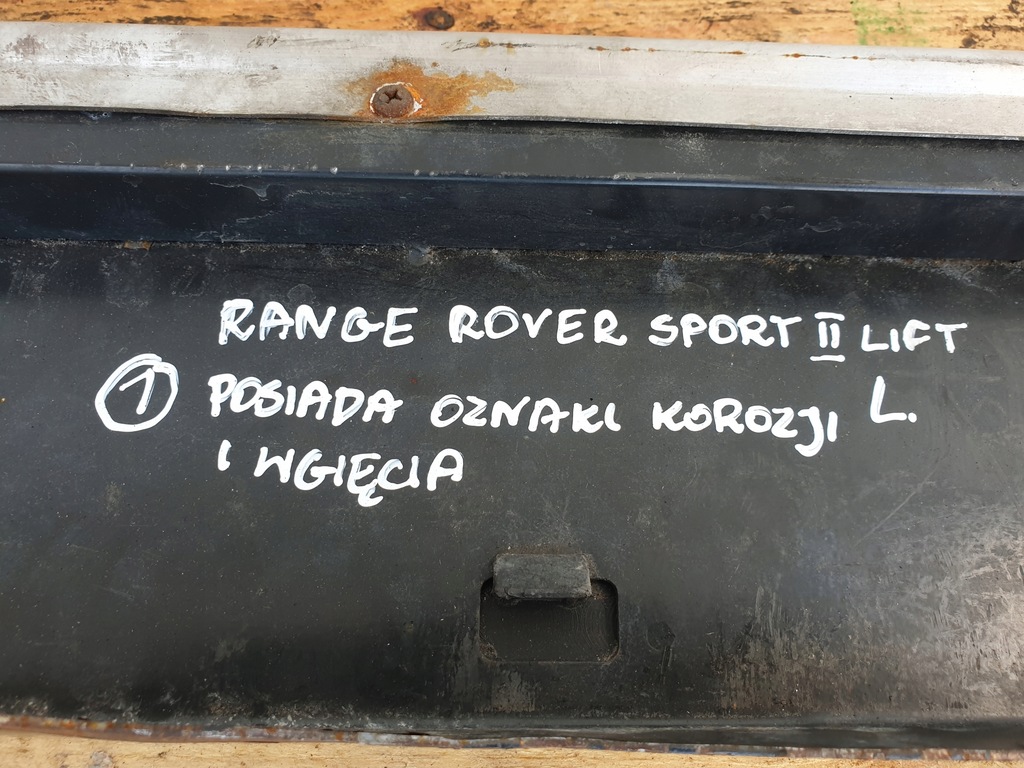 RANGE ROVER SPORT II LIFT
1 POSIADA OZNAKI KOROZJI L.
I WGIĘCIA